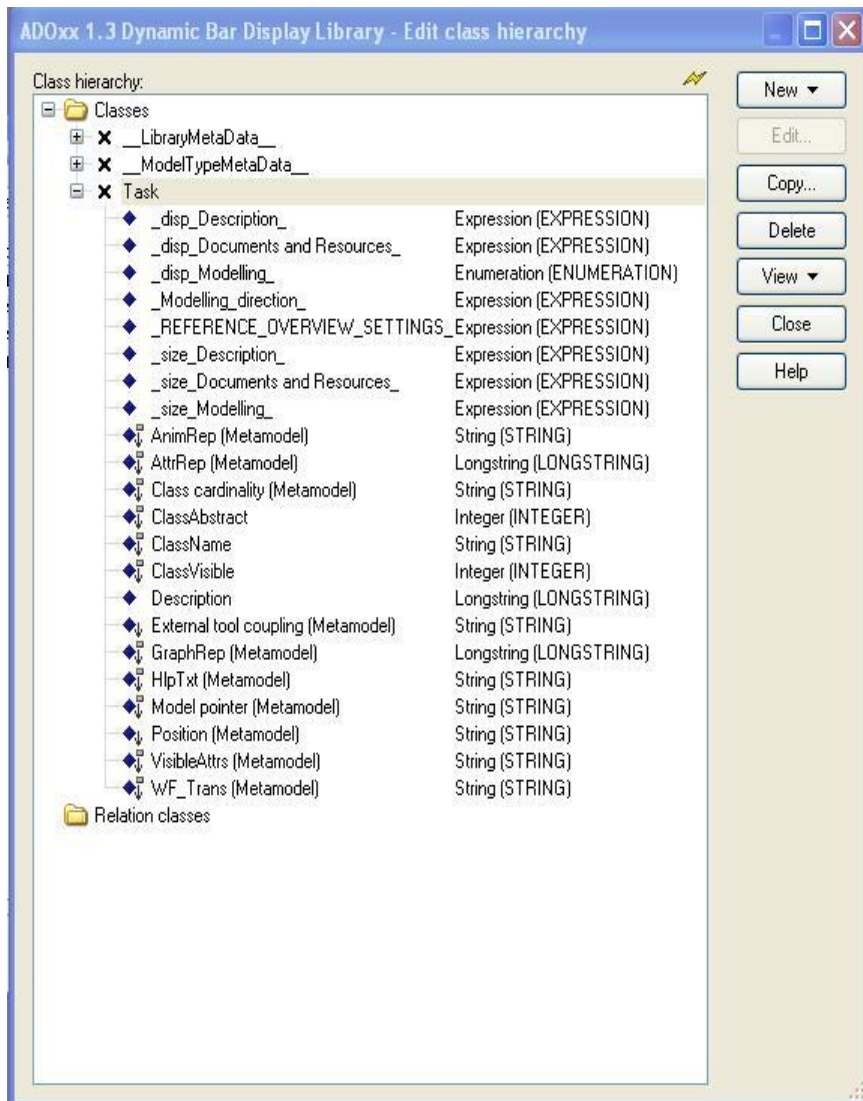 ADOxx 1.3 Dynamic Bar Display Library - Edit class hierarchy
Class hierarchy:
Classes
__LibraryMetaData__
__ModelTypeMetaData__
Task
_disp_Description_ Expression (EXPRESSION)
_disp_Documents and Resources_ Expression (EXPRESSION)
_disp_Modelling_ Enumeration (ENUMERATION)
_Modelling_direction_ Expression (EXPRESSION)
_REFERENCE_OVERVIEW_SETTINGS_ Expression (EXPRESSION)
_size_Description_ Expression (EXPRESSION)
_size_Documents and Resources_ Expression (EXPRESSION)
_size_Modelling_ Expression (EXPRESSION)
AnimRep (Metamodel) String (STRING)
AttrRep (Metamodel) Longstring (LONGSTRING)
Class cardinality (Metamodel) String (STRING)
ClassAbstract Integer (INTEGER)
ClassName String (STRING)
ClassVisible Integer (INTEGER)
Description Longstring (LONGSTRING)
External tool coupling (Metamodel) String (STRING)
GraphRep (Metamodel) Longstring (LONGSTRING)
HlpTxt (Metamodel) String (STRING)
Model pointer (Metamodel) String (STRING)
Position (Metamodel) String (STRING)
VisibleAttrs (Metamodel) String (STRING)
WF_Trans (Metamodel) String (STRING)
Relation classes
New
Edit...
Copy...
Delete
View
Close
Help